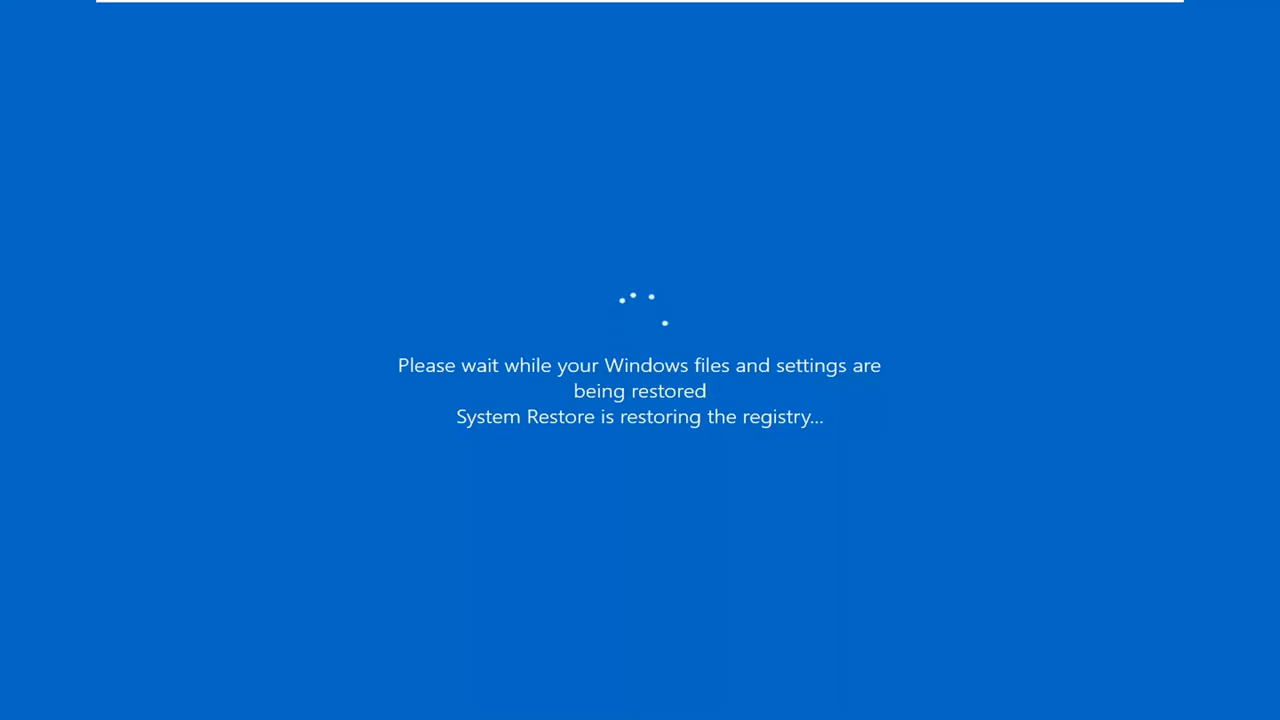 Please wait while your Windows files and settings are
being restored
System Restore is restoring the registry...